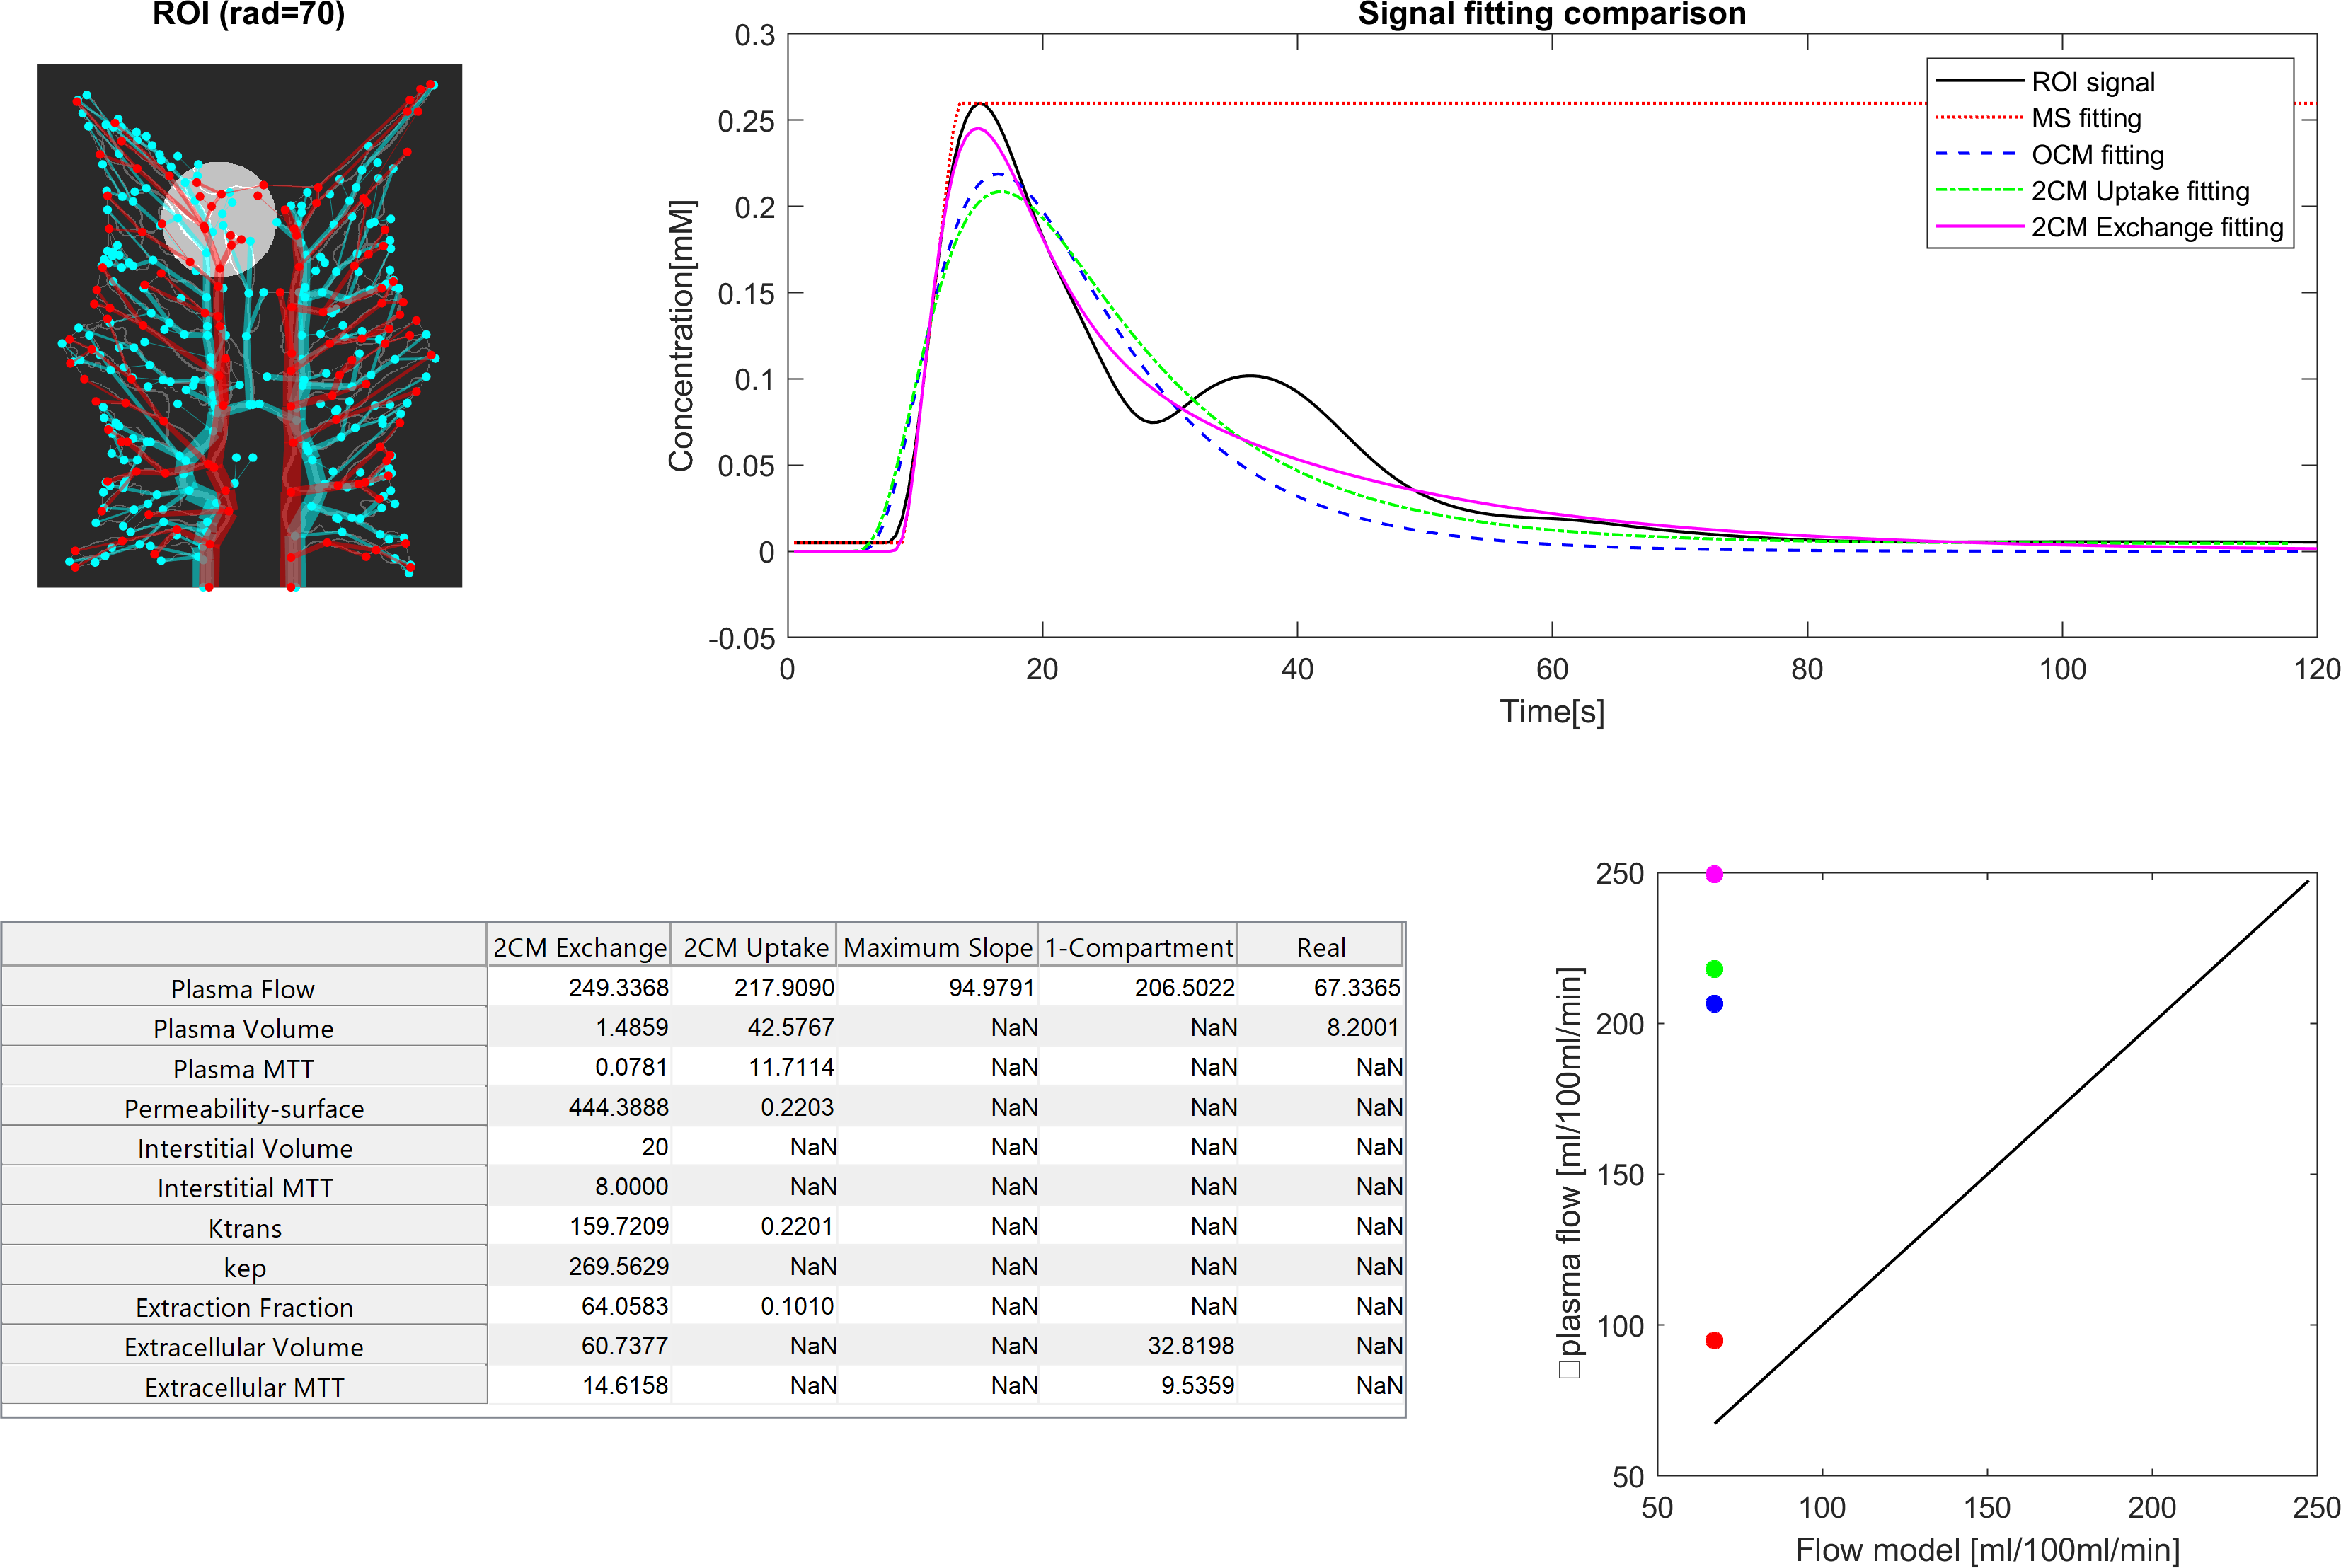 ROI (rad=70)
Signal fitting comparison
0.3
0.25
0.2
0.15
0.1
0.05
0
-0.05
Concentration[mM]
0 20 40 60 80 100 120
Time[s]
ROI signal
MS fitting
OCM fitting
2CM Uptake fitting
2CM Exchange fitting
2CM Exchange 2CM Uptake Maximum Slope 1-Compartment Real
Plasma Flow 249.3368 217.9090 94.9791 206.5022 67.3365
Plasma Volume 1.4859 42.5767 NaN NaN 8.2001
Plasma MTT 0.0781 11.7114 NaN NaN NaN
Permeability-surface 444.3888 0.2203 NaN NaN NaN
Interstitial Volume 20 NaN NaN NaN NaN
Interstitial MTT 8.0000 NaN NaN NaN NaN
Ktrans 159.7209 0.2201 NaN NaN NaN
kep 269.5629 NaN NaN NaN NaN
Extraction Fraction 64.0583 0.1010 NaN NaN NaN
Extracellular Volume 60.7377 NaN NaN 32.8198 NaN
Extracellular MTT 14.6158 NaN NaN 9.5359 NaN
250
200
150
100
50
□plasma flow [ml/100ml/min]
50 100 150 200 250
Flow model [ml/100ml/min]